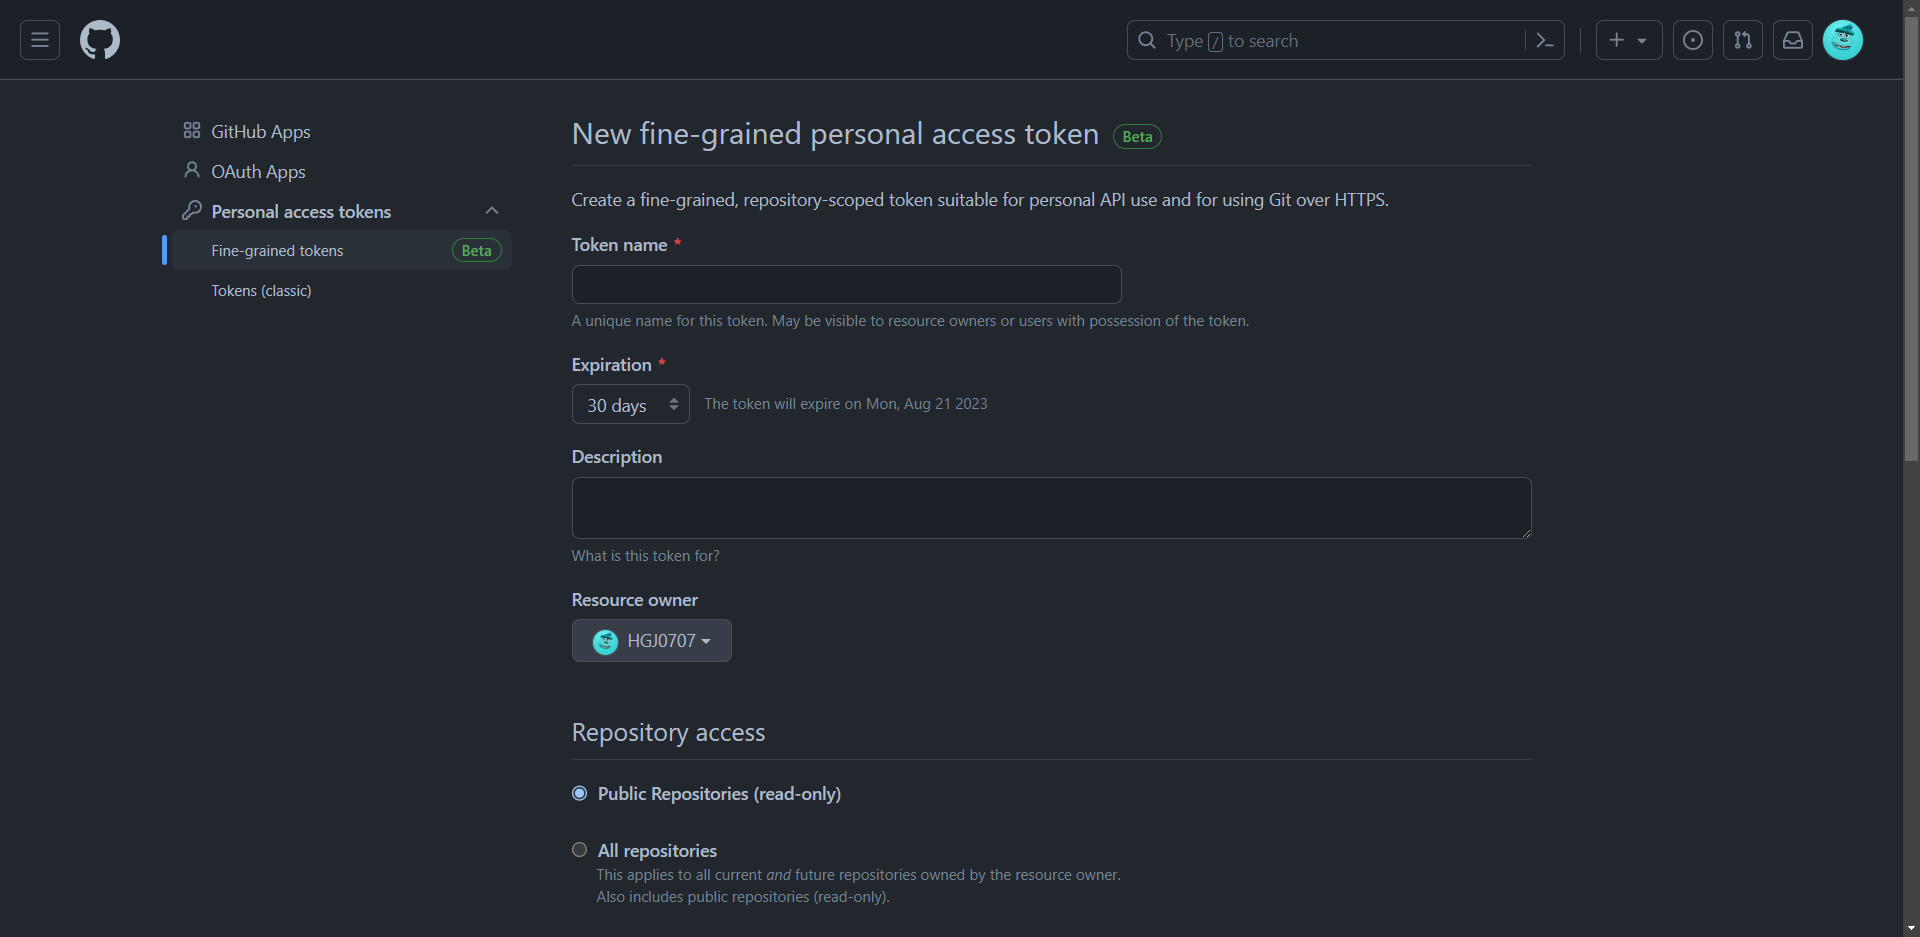 Type / to search
GitHub Apps
OAuth Apps
Personal access tokens
Fine-grained tokens Beta
Tokens (classic)
New fine-grained personal access token Beta
Create a fine-grained, repository-scoped token suitable for personal API use and for using Git over HTTPS.
Token name *
A unique name for this token. May be visible to resource owners or users with possession of the token.
Expiration *
30 days The token will expire on Mon, Aug 21 2023
Description
What is this token for?
Resource owner
HGJ0707
Repository access
Public Repositories (read-only)
All repositories
This applies to all current and future repositories owned by the resource owner.
Also includes public repositories (read-only).